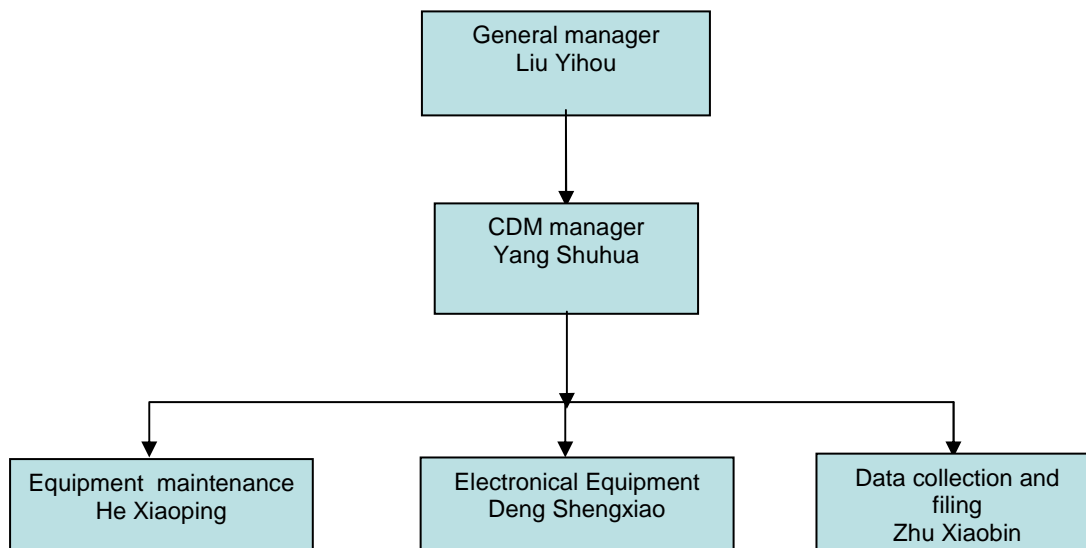 General manager
Liu Yihou
CDM manager
Yang Shuhua
Equipment maintenance
He Xiaoping
Electronical Equipment
Deng Shengxiao
Data collection and
filing
Zhu Xiaobin